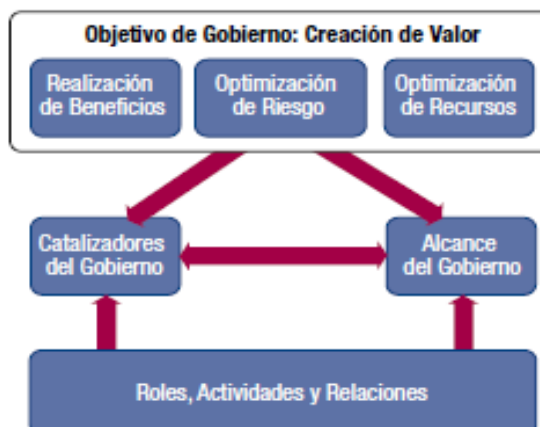 Objetivo de Gobierno: Creación de Valor
Realización
de Beneficios
Optimización
de Riesgo
Optimización
de Recursos
Catalizadores
del Gobierno
Alcance
del Gobierno
Roles, Actividades y Relaciones